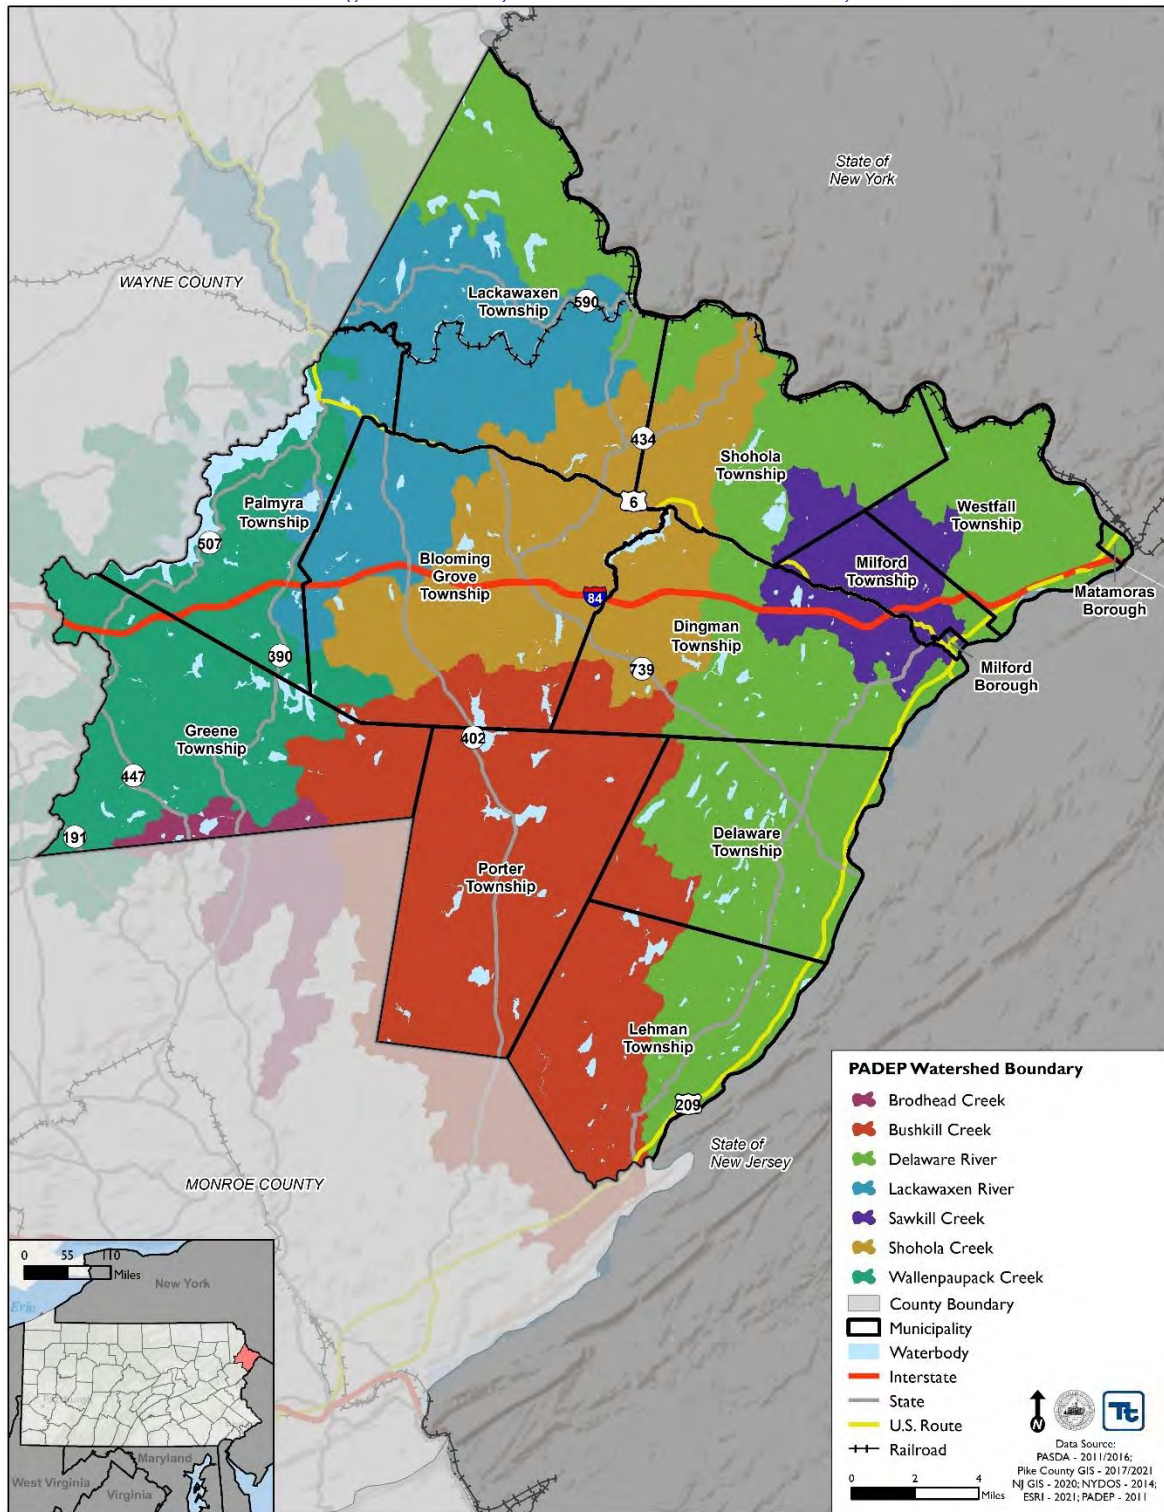 State of
New York
WAYNE COUNTY
Lackawaxen
Township
590
434
Shohola
Township
6
Westfall
Township
Palmyra
Township
507
Blooming
Grove
Township
84
Milford
Township
Matamoras
Borough
Dingman
Township
390
739
Milford
Borough
Greene
Township
402
447
191
Delaware
Township
Porter
Township
Lehman
Township
209
State of
New Jersey
MONROE COUNTY
PADEP Watershed Boundary
Brodhead Creek
Bushkill Creek
Delaware River
Lackawaxen River
Sawkill Creek
Shohola Creek
Wallenpaupack Creek
County Boundary
Municipality
Waterbody
Interstate
State
U.S. Route
Railroad
N
Tt
Data Source:
PASDA - 2011/2016;
Pike County GIS - 2017/2021
NJ GIS - 2020; NYDOS - 2014;
ESRI - 2021; PADEP - 2011
0 2 4
Miles
0 55 110
Miles
New York
Erie
Maryland
West Virginia
Virginia